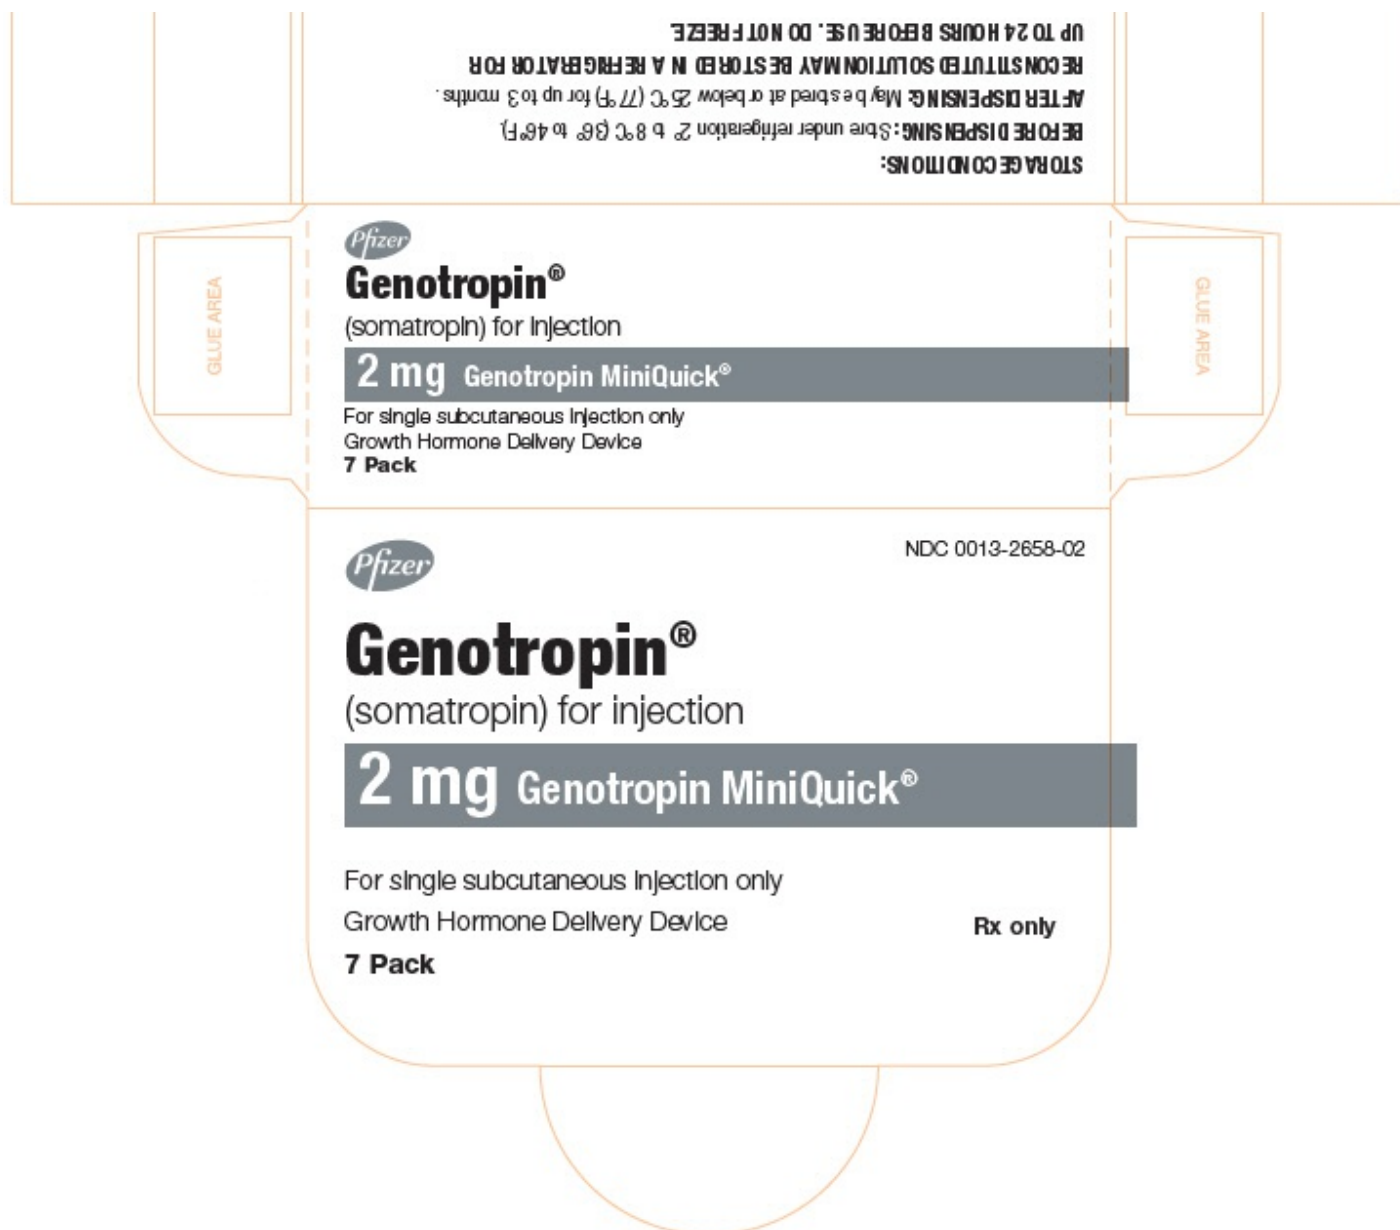 STORAGE CONDITIONS:
BEFORE DISPENSING: Store under refrigeration 2° to 8°C (36° to 46°F).
AFTER DISPENSING: May be stored at or below 25°C (77°F) for up to 3 months.
RECONSTITUTED SOLUTION MAY BE STORED IN A REFRIGERATOR FOR
UP TO 24 HOURS BEFORE USE. DO NOT FREEZE.
Pfizer
Genotropin®
(somatropin) for injection
2 mg Genotropin MiniQuick®
For single subcutaneous injection only
Growth Hormone Delivery Device
7 Pack
GLUE AREA
GLUE AREA
Pfizer
NDC 0013-2658-02
Genotropin®
(somatropin) for injection
2 mg Genotropin MiniQuick®
For single subcutaneous injection only
Growth Hormone Delivery Device
Rx only
7 Pack